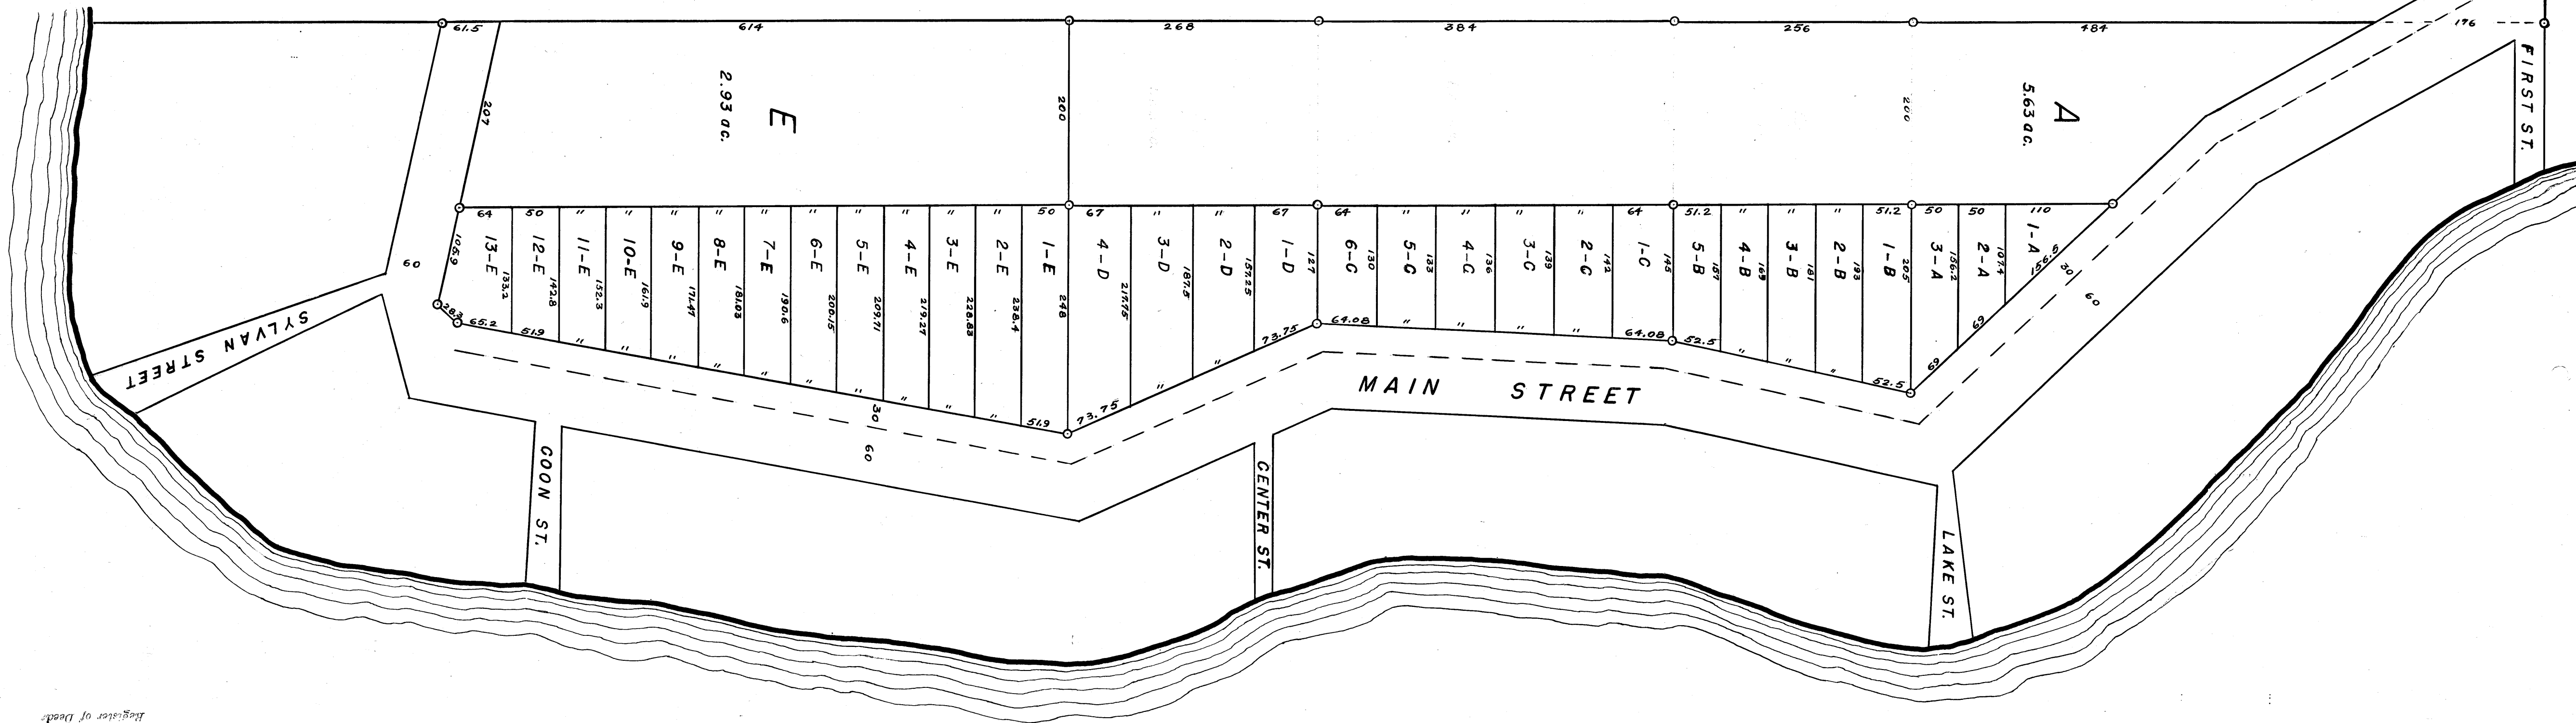 61.5 614 268 384 256 484 176
FIRST ST.
207
2.93 ac.
E
200
200
5.63 ac.
A
64 50 " " " " " " " " " " 50 67 " " 67 64 " " " " 64 51.2 " " " 51.2 50 50 110
13-E 12-E 11-E 10-E 9-E 8-E 7-E 6-E 5-E 4-E 3-E 2-E 1-E 4-D 3-D 2-D 1-D 6-C 5-C 4-C 3-C 2-C 1-C 5-B 4-B 3-B 2-B 1-B 3-A 2-A 1-A
106.9 133.2 142.8 152.3 161.9 171.47 181.03 190.6 200.15 209.71 219.27 228.83 238.4 248 217.75 187.5 157.25 127 130 133 136 139 142 145 157 169 181 193 205 156.2 107.4 156.6
60
28.3 65.2 51.9 " " " " " " " " " " 51.9 73.75 " " 73.75 64.08 " " " " 64.08 52.5 " " " 52.5 69 69
30
60
30
60
SYLVAN STREET
MAIN STREET
COON ST.
CENTER ST.
LAKE ST.
Register of Deeds